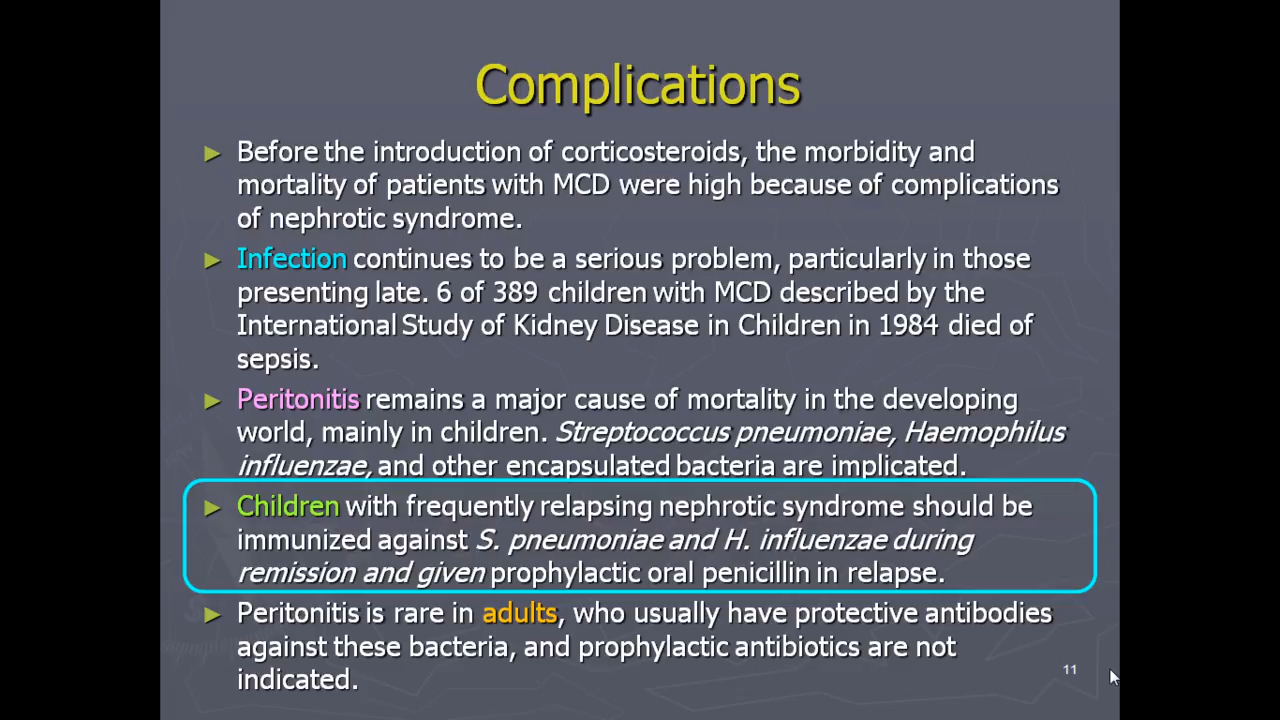 Complications
► Before the introduction of corticosteroids, the morbidity and
mortality of patients with MCD were high because of complications
of nephrotic syndrome.
► Infection continues to be a serious problem, particularly in those
presenting late. 6 of 389 children with MCD described by the
International Study of Kidney Disease in Children in 1984 died of
sepsis.
► Peritonitis remains a major cause of mortality in the developing
world, mainly in children. Streptococcus pneumoniae, Haemophilus
influenzae, and other encapsulated bacteria are implicated.
► Children with frequently relapsing nephrotic syndrome should be
immunized against S. pneumoniae and H. influenzae during
remission and given prophylactic oral penicillin in relapse.
► Peritonitis is rare in adults, who usually have protective antibodies
against these bacteria, and prophylactic antibiotics are not
indicated.
11